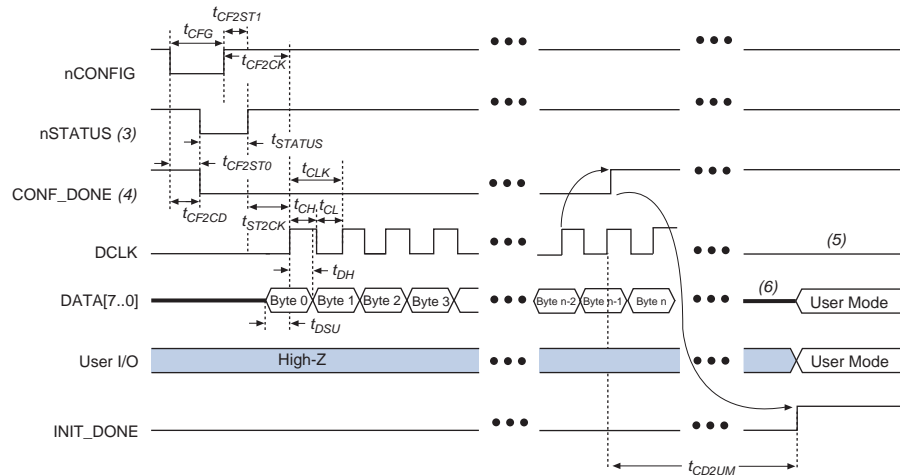 tCF2ST1
tCFG
tCF2CK
nCONFIG
nSTATUS (3)
tSTATUS
tCF2ST0
tCLK
CONF_DONE (4)
tCF2CD
tST2CK
tCH
tCL
DCLK
(5)
tDH
DATA[7..0]
Byte 0
Byte 1
Byte 2
Byte 3
Byte n-2
Byte n-1
Byte n
(6)
User Mode
tDSU
User I/O
High-Z
User Mode
INIT_DONE
tCD2UM